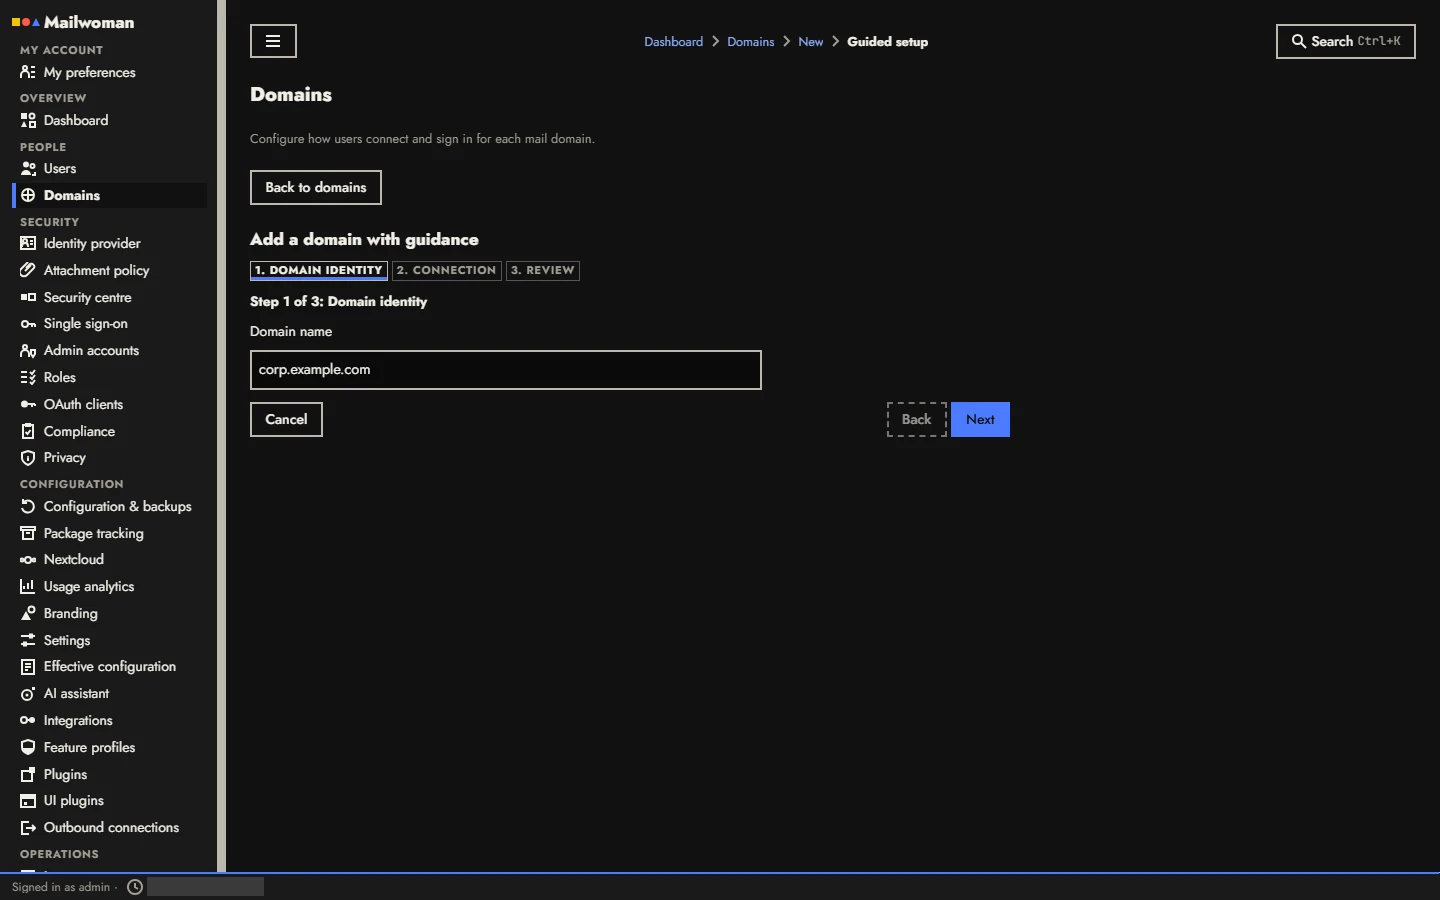 Mailwoman
MY ACCOUNT
My preferences
OVERVIEW
Dashboard
PEOPLE
Users
Domains
SECURITY
Identity provider
Attachment policy
Security centre
Single sign-on
Admin accounts
Roles
OAuth clients
Compliance
Privacy
CONFIGURATION
Configuration & backups
Package tracking
Nextcloud
Usage analytics
Branding
Settings
Effective configuration
AI assistant
Integrations
Feature profiles
Plugins
UI plugins
Outbound connections
OPERATIONS
Dashboard > Domains > New > Guided setup
Search Ctrl+K
Domains
Configure how users connect and sign in for each mail domain.
Back to domains
Add a domain with guidance
1. DOMAIN IDENTITY 2. CONNECTION 3. REVIEW
Step 1 of 3: Domain identity
Domain name
corp.example.com
Cancel Back Next
Signed in as admin ·